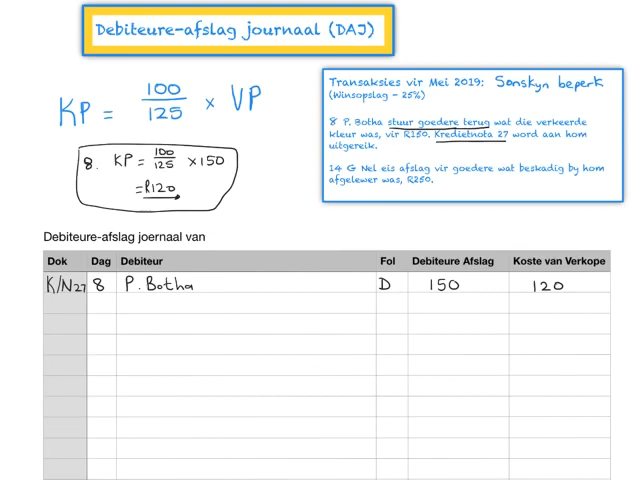 Debiteure-afslag journaal (DAJ)
KP = 100/125 × VP
8. KP = 100/125 × 150
= R120
Transaksies vir Mei 2019: Sonskyn beperk
(Winsopslag - 25%)
8 P. Botha stuur goedere terug wat die verkeerde
kleur was, vir R150. Kredietnota 27 word aan hom
uitgereik.
14 G Nel eis afslag vir goedere wat beskadig by hom
afgelewer was, R250.
Debiteure-afslag joernaal van
Dok Dag Debiteur Fol Debiteure Afslag Koste van Verkope
K/N27 8 P. Botha D 150 120